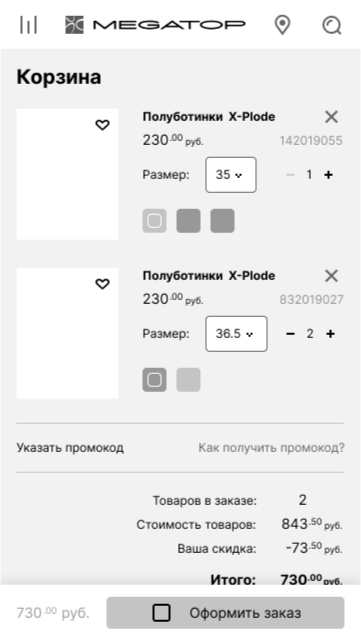 MEGATOP
Корзина
Полуботинки X-Plode
230.00 руб. 142019055
Размер: 35 − 1 +
Полуботинки X-Plode
230.00 руб. 832019027
Размер: 36.5 − 2 +
Указать промокод Как получить промокод?
Товаров в заказе: 2
Стоимость товаров: 843.50 руб.
Ваша скидка: -73.50 руб.
Итого: 730.00 руб.
730.00 руб. Оформить заказ